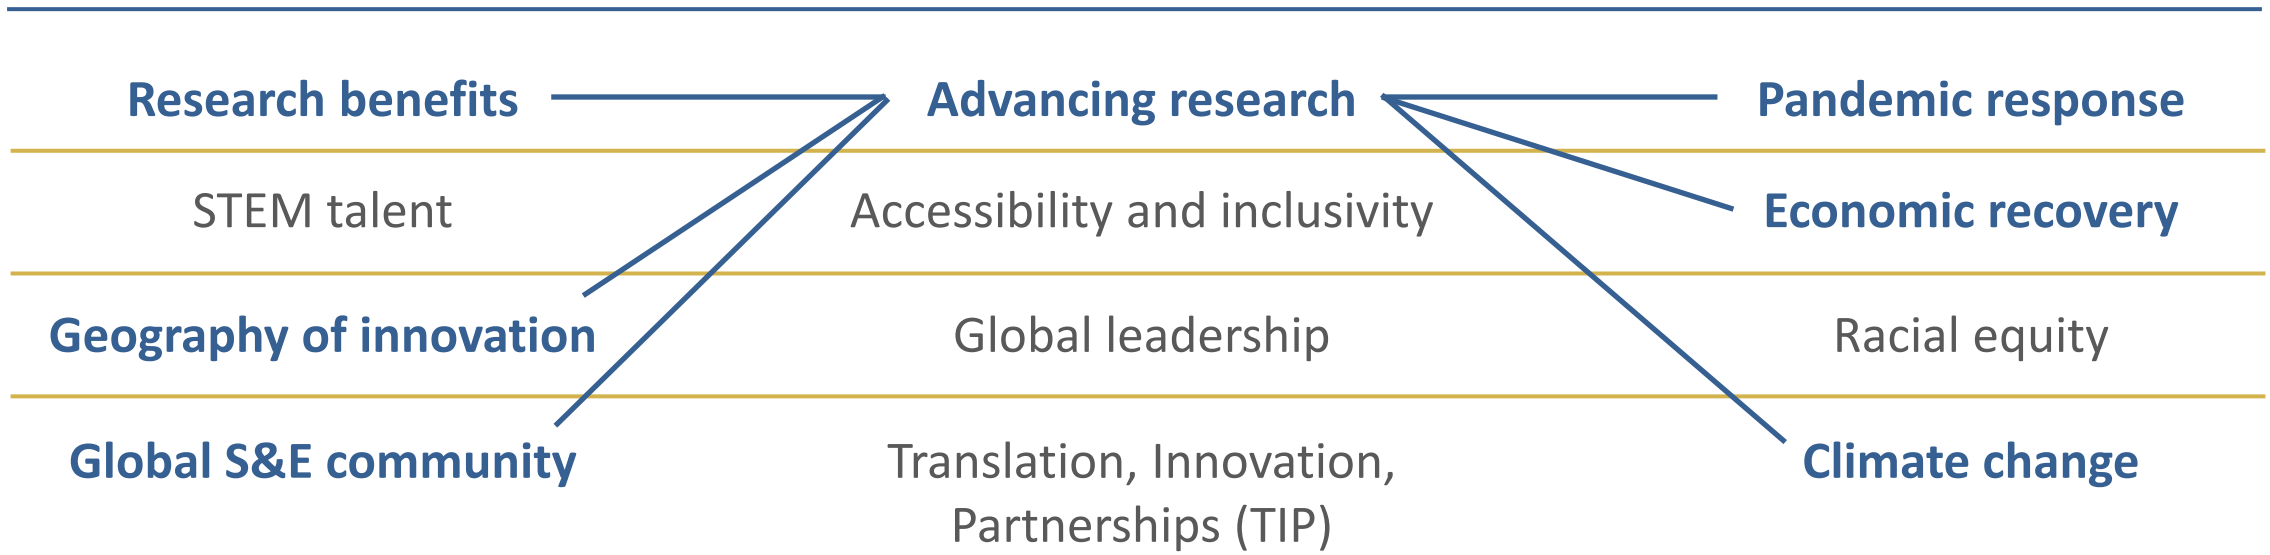 Research benefits
Advancing research
Pandemic response
STEM talent
Accessibility and inclusivity
Economic recovery
Geography of innovation
Global leadership
Racial equity
Global S&E community
Translation, Innovation,
Partnerships (TIP)
Climate change